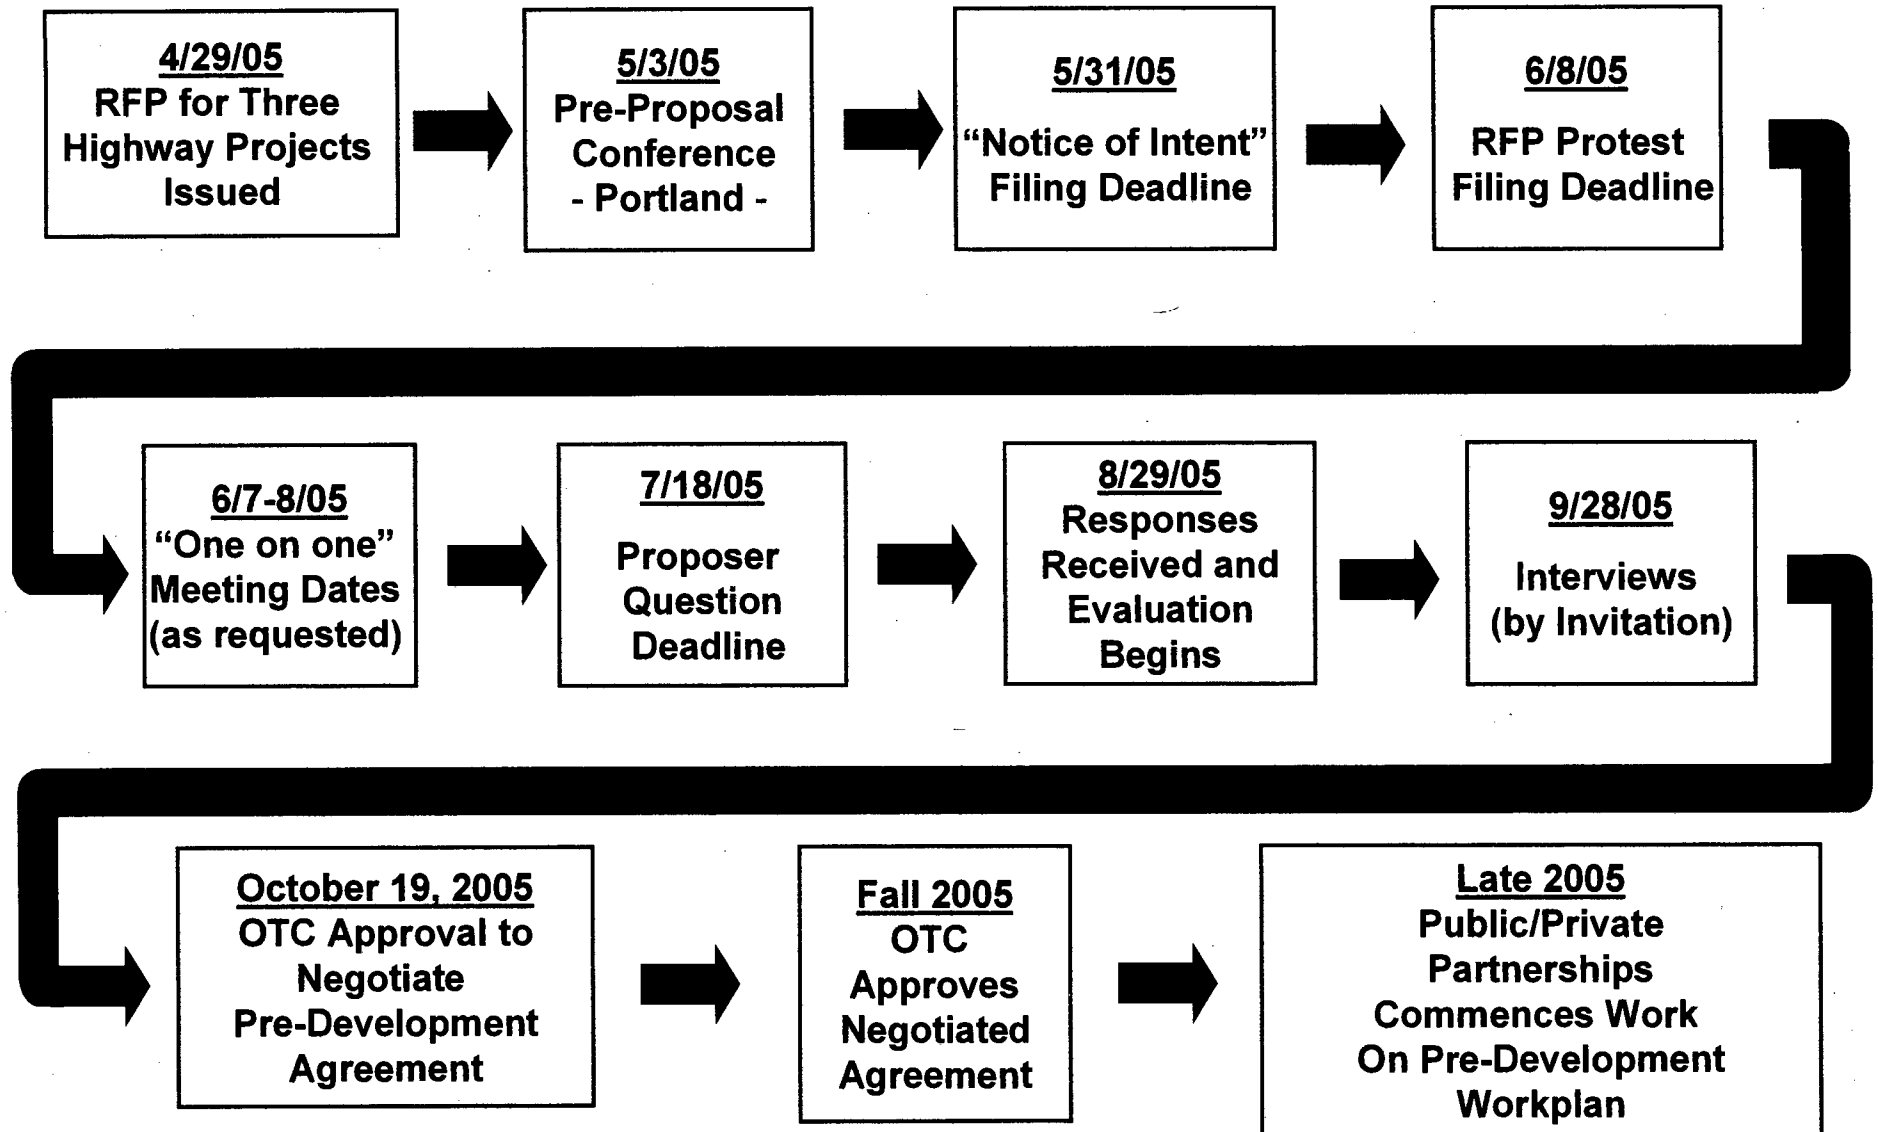 4/29/05
RFP for Three
Highway Projects
Issued
5/3/05
Pre-Proposal
Conference
- Portland -
5/31/05
“Notice of Intent”
Filing Deadline
6/8/05
RFP Protest
Filing Deadline
6/7-8/05
“One on one”
Meeting Dates
(as requested)
7/18/05
Proposer
Question
Deadline
8/29/05
Responses
Received and
Evaluation
Begins
9/28/05
Interviews
(by Invitation)
October 19, 2005
OTC Approval to
Negotiate
Pre-Development
Agreement
Fall 2005
OTC
Approves
Negotiated
Agreement
Late 2005
Public/Private
Partnerships
Commences Work
On Pre-Development
Workplan